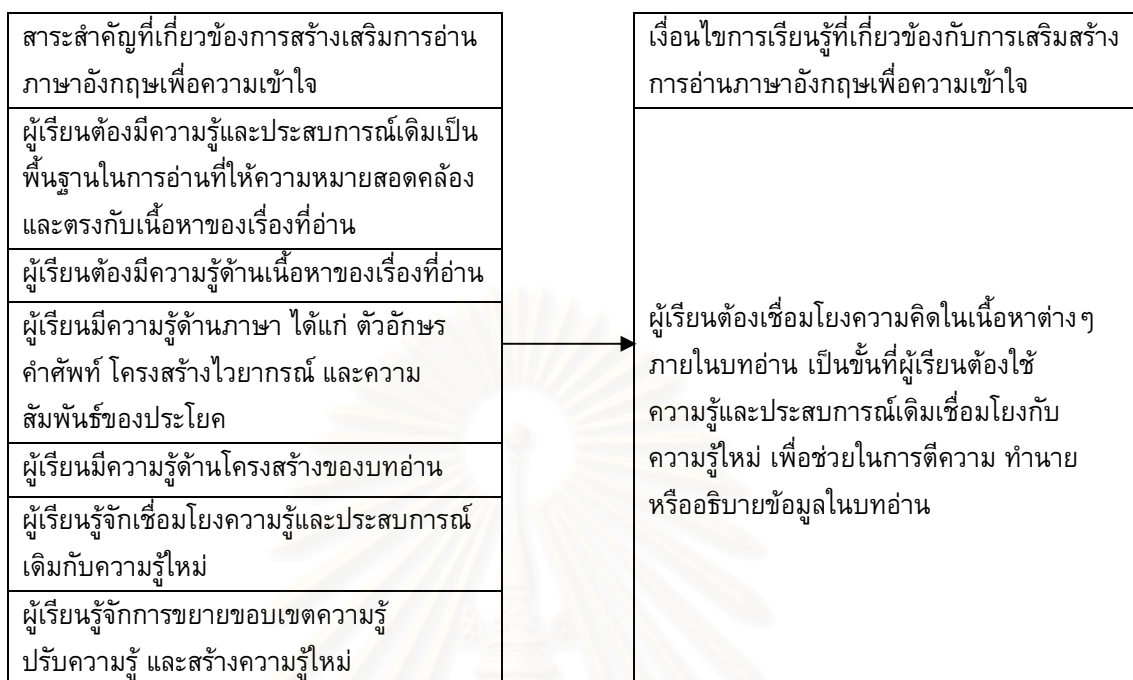 สาระสำคัญที่เกี่ยวข้องการสร้างเสริมการอ่าน
ภาษาอังกฤษเพื่อความเข้าใจ
ผู้เรียนต้องมีความรู้และประสบการณ์เดิมเป็น
พื้นฐานในการอ่านที่ให้ความหมายสอดคล้อง
และตรงกับเนื้อหาของเรื่องที่อ่าน
ผู้เรียนต้องมีความรู้ด้านเนื้อหาของเรื่องที่อ่าน
ผู้เรียนมีความรู้ด้านภาษา ได้แก่ ตัวอักษร
คำศัพท์ โครงสร้างไวยากรณ์ และความ
สัมพันธ์ของประโยค
ผู้เรียนมีความรู้ด้านโครงสร้างของบทอ่าน
ผู้เรียนรู้จักเชื่อมโยงความรู้และประสบการณ์
เดิมกับความรู้ใหม่
ผู้เรียนรู้จักการขยายขอบเขตความรู้
ปรับความรู้ และสร้างความรู้ใหม่
เงื่อนไขการเรียนรู้ที่เกี่ยวข้องกับการเสริมสร้าง
การอ่านภาษาอังกฤษเพื่อความเข้าใจ
ผู้เรียนต้องเชื่อมโยงความคิดในเนื้อหาต่างๆ
ภายในบทอ่าน เป็นขั้นที่ผู้เรียนต้องใช้
ความรู้และประสบการณ์เดิมเชื่อมโยงกับ
ความรู้ใหม่ เพื่อช่วยในการตีความ ทำนาย
หรืออธิบายข้อมูลในบทอ่าน